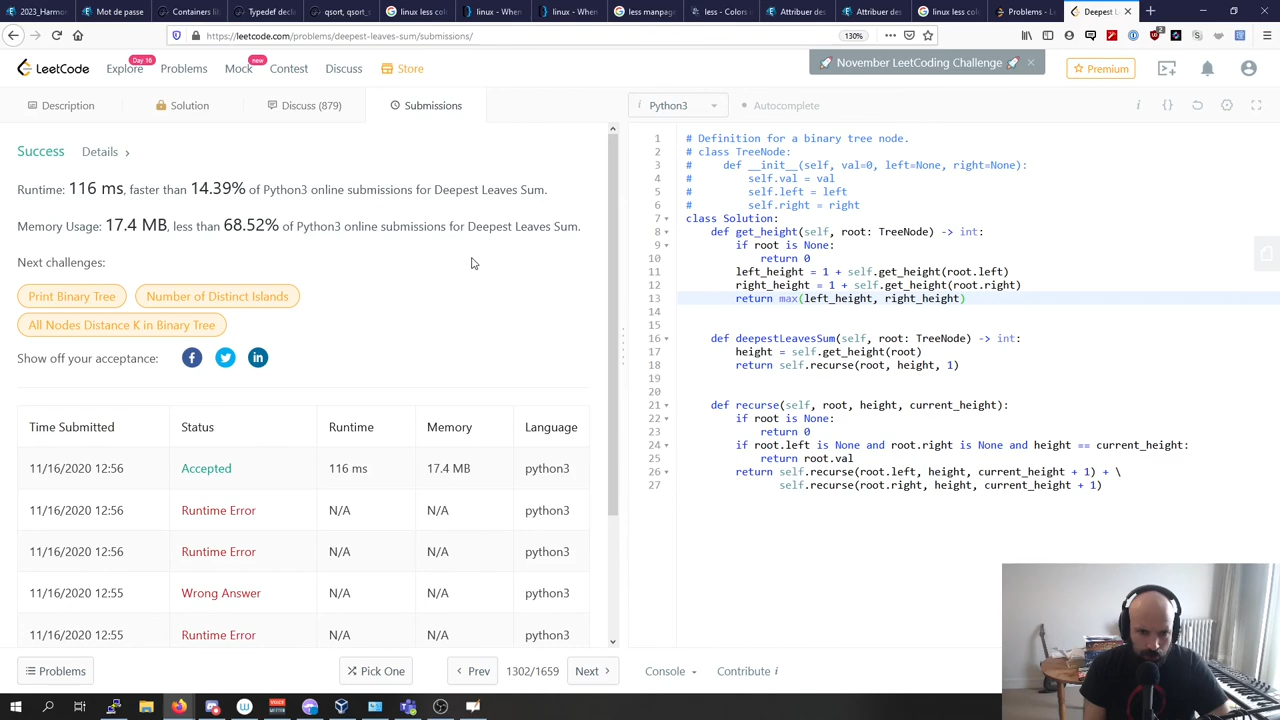 2023_Harmon
Mot de passe
Containers lib
Typedef declar
qsort, qsort_s
linux less colo
linux - When
linux - When
less manpage
less - Colors i
Attribuer des
Attribuer des
linux less colo
Problems - Le
Deepest L
https://leetcode.com/problems/deepest-leaves-sum/submissions/
130%
LeetCode
Explore
Day 16
Problems
Mock
new
Contest
Discuss
Store
November LeetCoding Challenge
Premium
Description
Solution
Discuss (879)
Submissions
Python3
Autocomplete
Success
Details
Runtime: 116 ms, faster than 14.39% of Python3 online submissions for Deepest Leaves Sum.
Memory Usage: 17.4 MB, less than 68.52% of Python3 online submissions for Deepest Leaves Sum.
Next challenges:
Print Binary Tree
Number of Distinct Islands
All Nodes Distance K in Binary Tree
Show off your acceptance:
Time Submitted Status Runtime Memory Language
11/16/2020 12:56 Accepted 116 ms 17.4 MB python3
11/16/2020 12:56 Runtime Error N/A N/A python3
11/16/2020 12:56 Runtime Error N/A N/A python3
11/16/2020 12:55 Wrong Answer N/A N/A python3
11/16/2020 12:55 Runtime Error N/A N/A python3
1 # Definition for a binary tree node.
2 # class TreeNode:
3 #     def __init__(self, val=0, left=None, right=None):
4 #         self.val = val
5 #         self.left = left
6 #         self.right = right
7 class Solution:
8     def get_height(self, root: TreeNode) -> int:
9         if root is None:
10             return 0
11         left_height = 1 + self.get_height(root.left)
12         right_height = 1 + self.get_height(root.right)
13         return max(left_height, right_height)
14
15
16     def deepestLeavesSum(self, root: TreeNode) -> int:
17         height = self.get_height(root)
18         return self.recurse(root, height, 1)
19
20
21     def recurse(self, root, height, current_height):
22         if root is None:
23             return 0
24         if root.left is None and root.right is None and height == current_height:
25             return root.val
26         return self.recurse(root.left, height, current_height + 1) + \
27                self.recurse(root.right, height, current_height + 1)
Problems
Pick One
Prev
1302/1659
Next
Console
Contribute